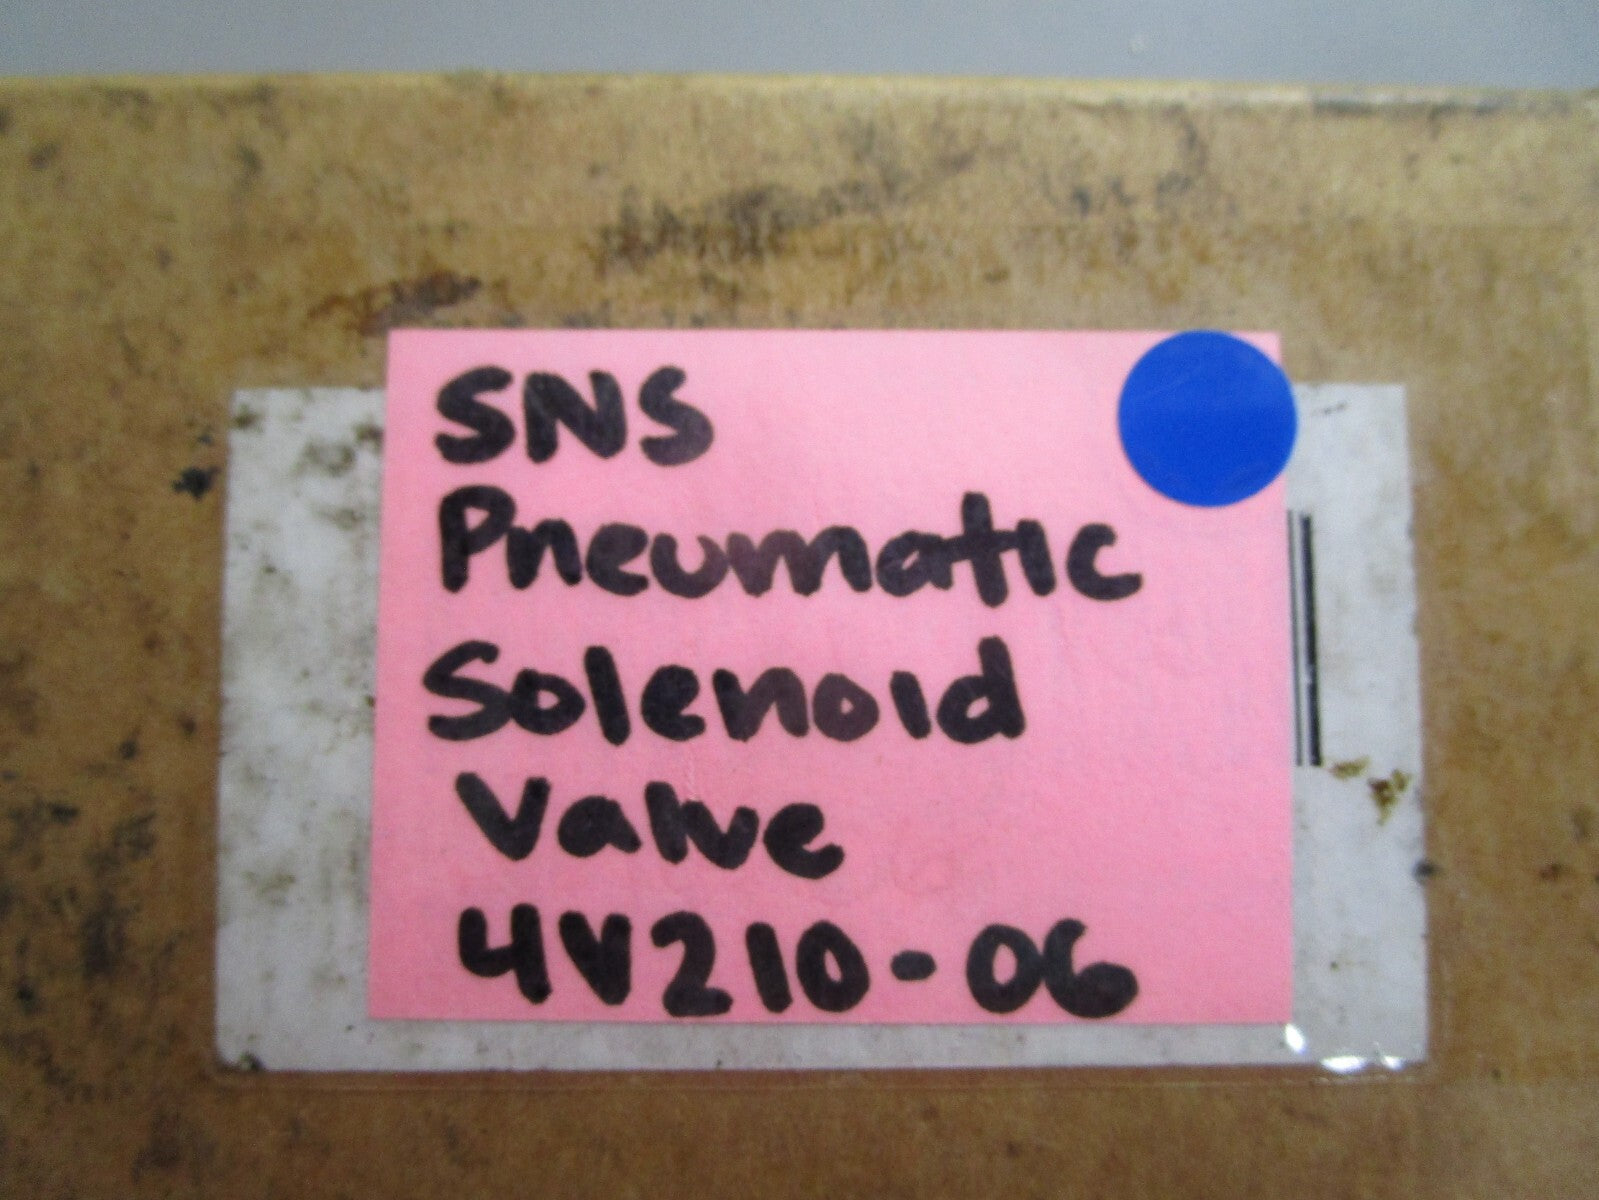 SNS
Pneumatic
Solenoid
Valve
4V210-06